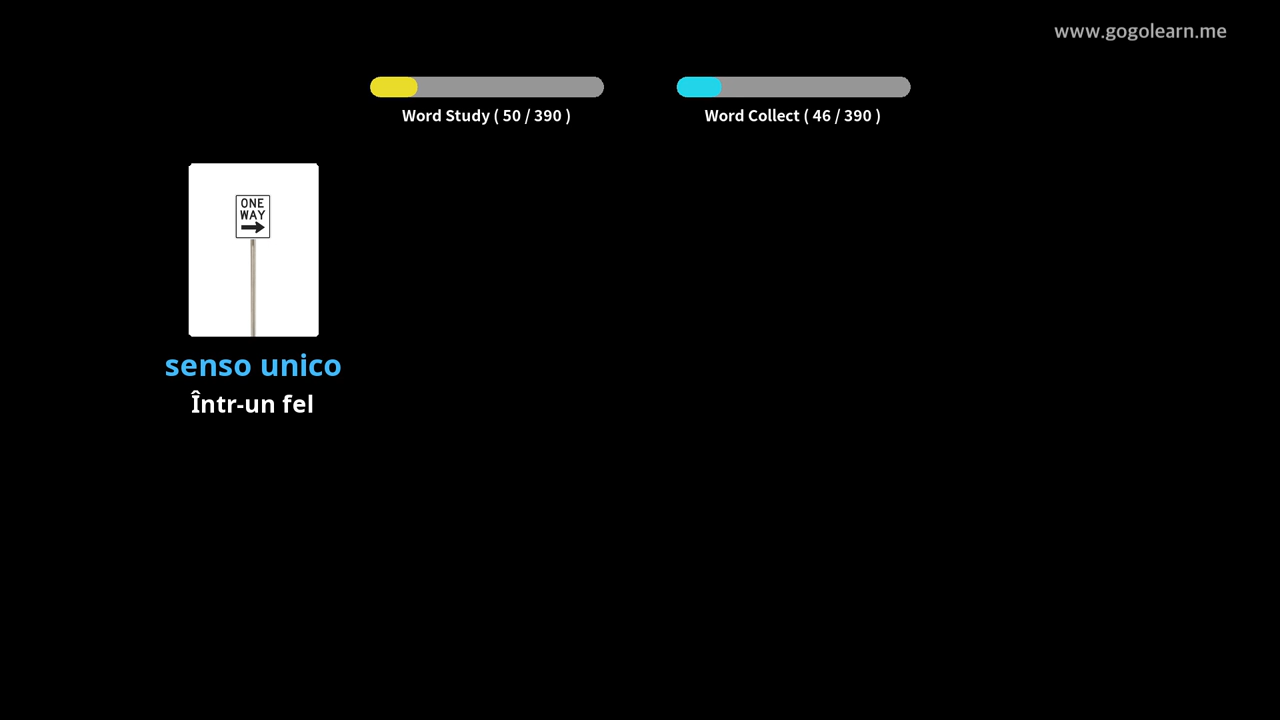 www.gogolearn.me
Word Study ( 50 / 390 )
Word Collect ( 46 / 390 )
ONE
WAY
senso unico
Într-un fel